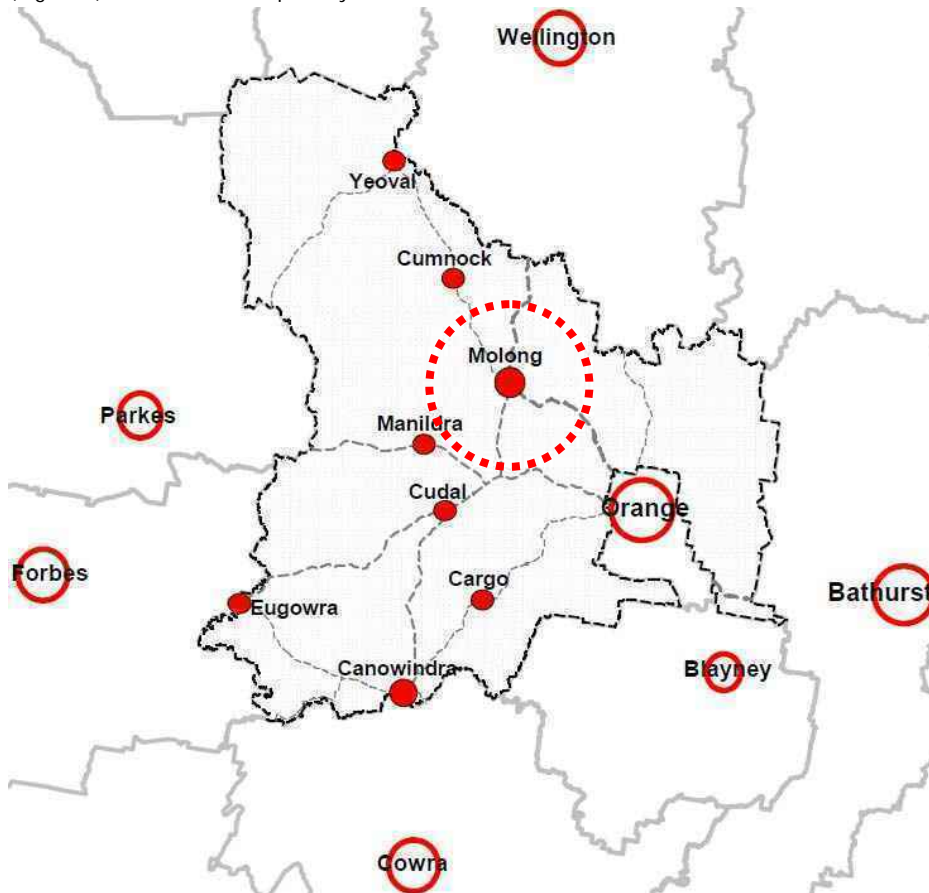 Wellington
Yeoval
Cumnock
Molong
Parkes
Manildra
Cudal
Orange
Forbes
Cargo
Eugowra
Bathurst
Canowindra
Blayney
Cowra